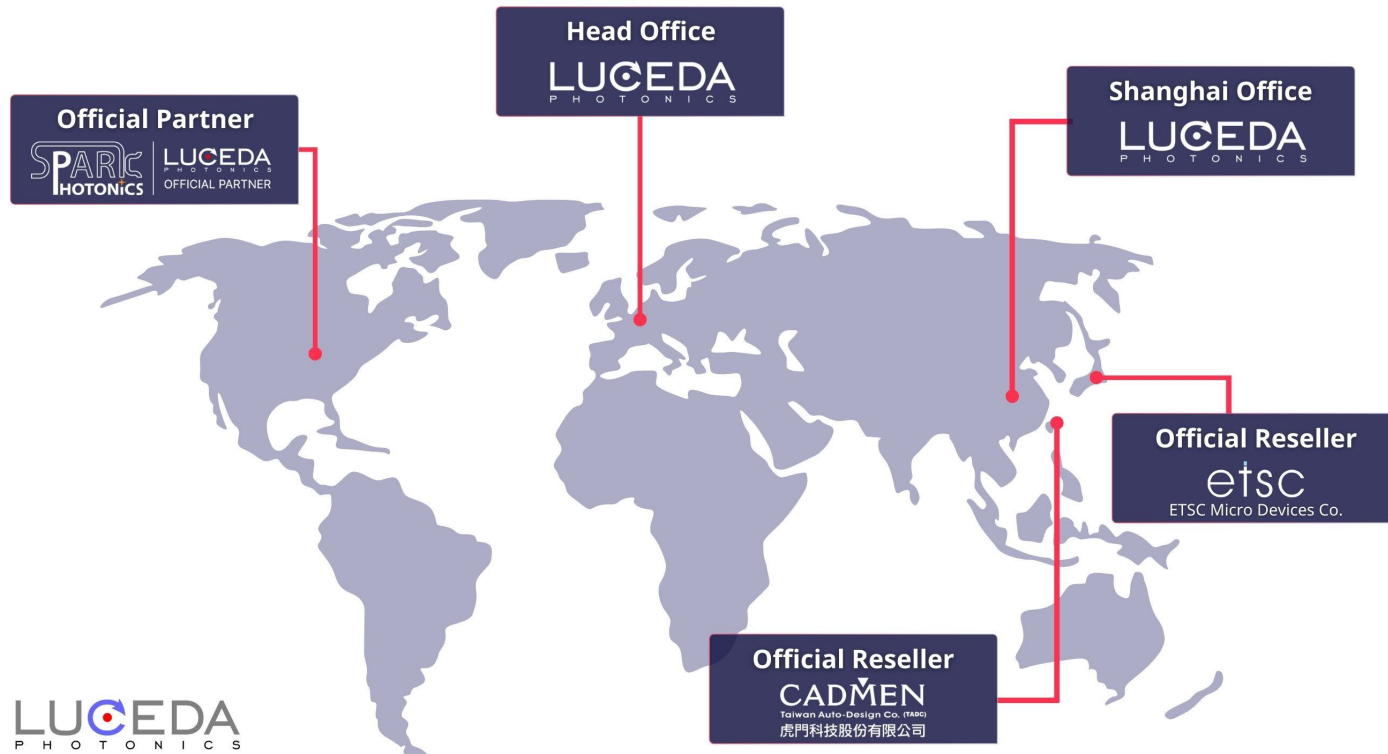 Head Office
LUCEDA
PHOTONICS
Official Partner
SPARK
PHOTONICS
LUCEDA
PHOTONICS
OFFICIAL PARTNER
Shanghai Office
LUCEDA
PHOTONICS
Official Reseller
etsc
ETSC Micro Devices Co.
Official Reseller
CADMEN
Taiwan Auto-Design Co. (TADC)
虎門科技股份有限公司
LUCEDA
PHOTONICS